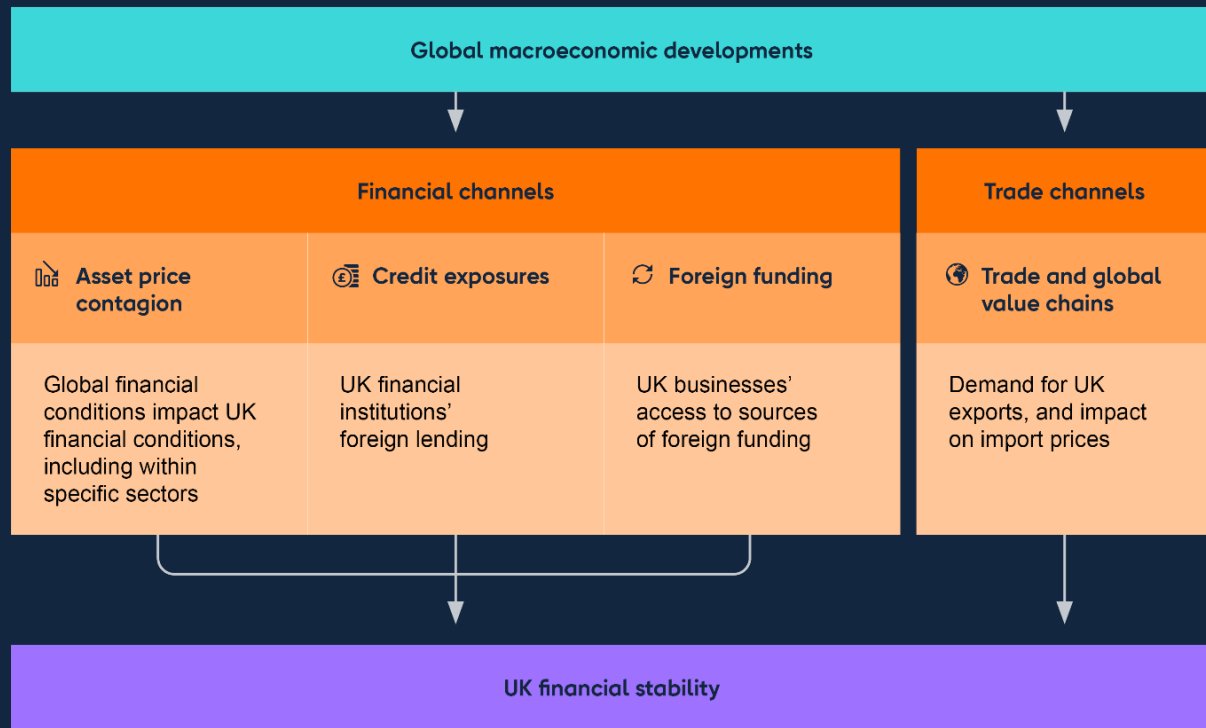 Global macroeconomic developments
Financial channels
Trade channels
Asset price
contagion
Credit exposures
Foreign funding
Trade and global
value chains
Global financial
conditions impact UK
financial conditions,
including within
specific sectors
UK financial
institutions’
foreign lending
UK businesses’
access to sources
of foreign funding
Demand for UK
exports, and impact
on import prices
UK financial stability